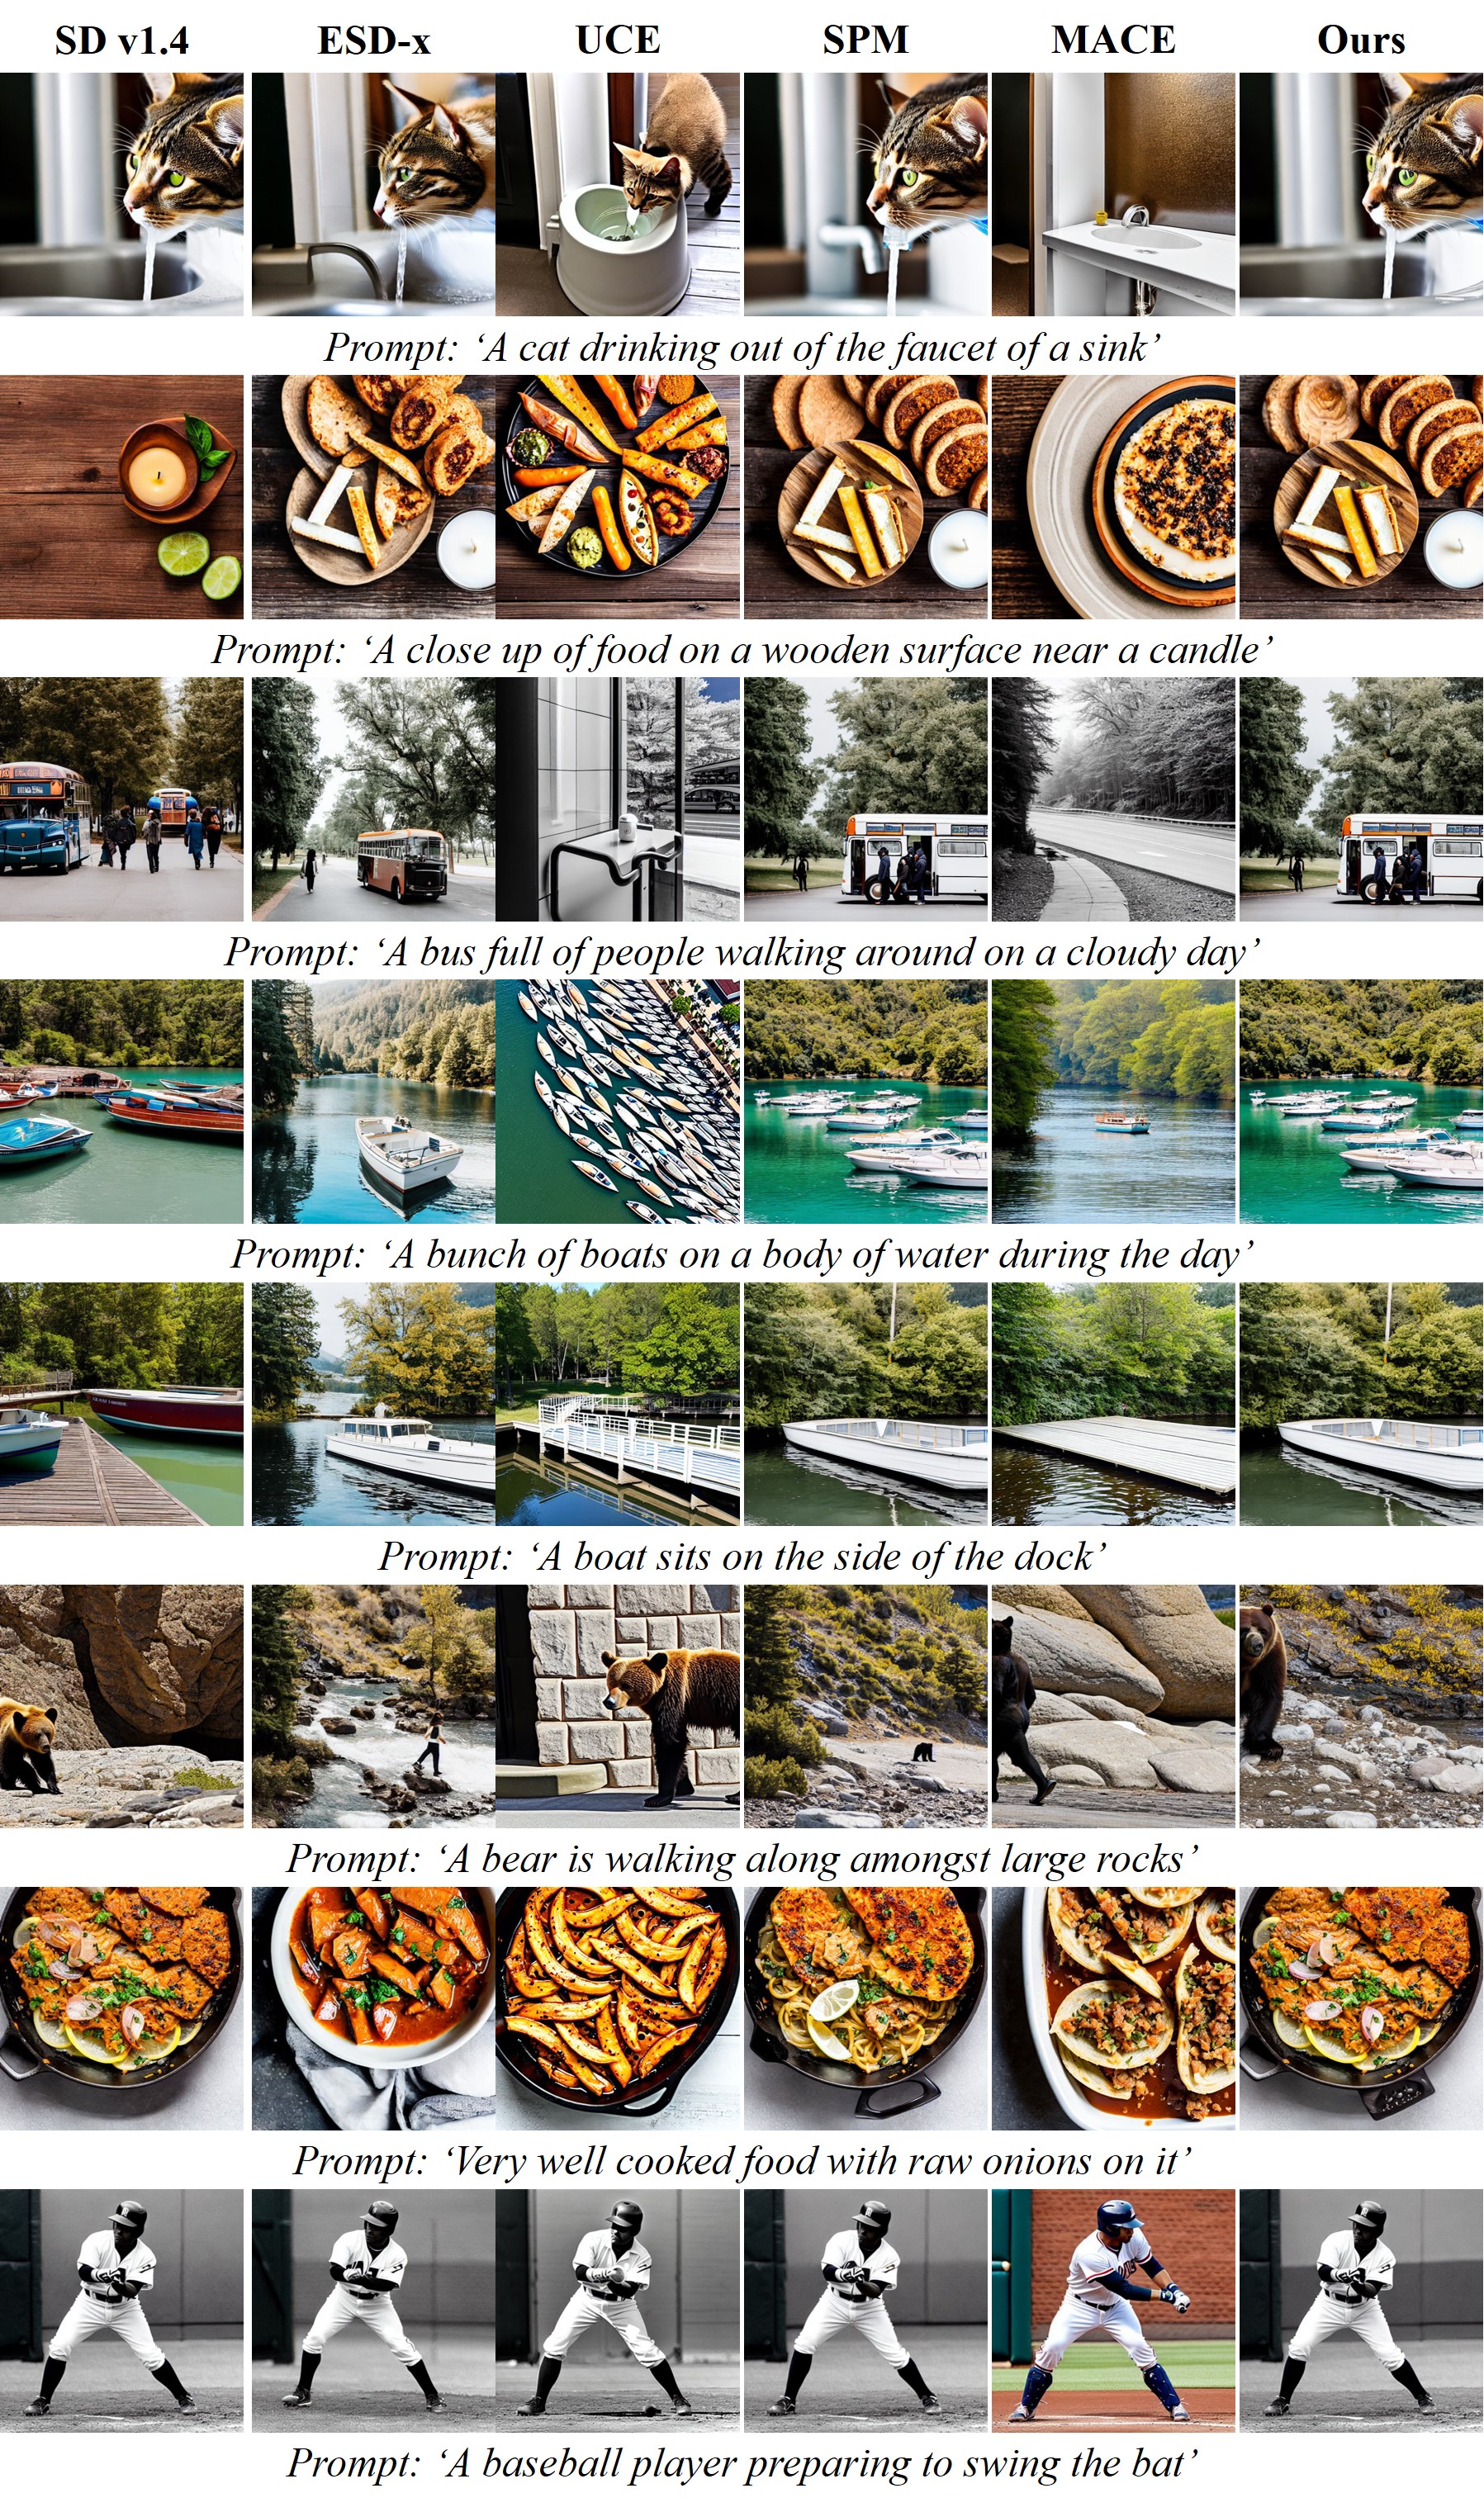 SD v1.4 ESD-x UCE SPM MACE Ours
Prompt: ‘A cat drinking out of the faucet of a sink’
Prompt: ‘A close up of food on a wooden surface near a candle’
Prompt: ‘A bus full of people walking around on a cloudy day’
Prompt: ‘A bunch of boats on a body of water during the day’
Prompt: ‘A boat sits on the side of the dock’
Prompt: ‘A bear is walking along amongst large rocks’
Prompt: ‘Very well cooked food with raw onions on it’
Prompt: ‘A baseball player preparing to swing the bat’